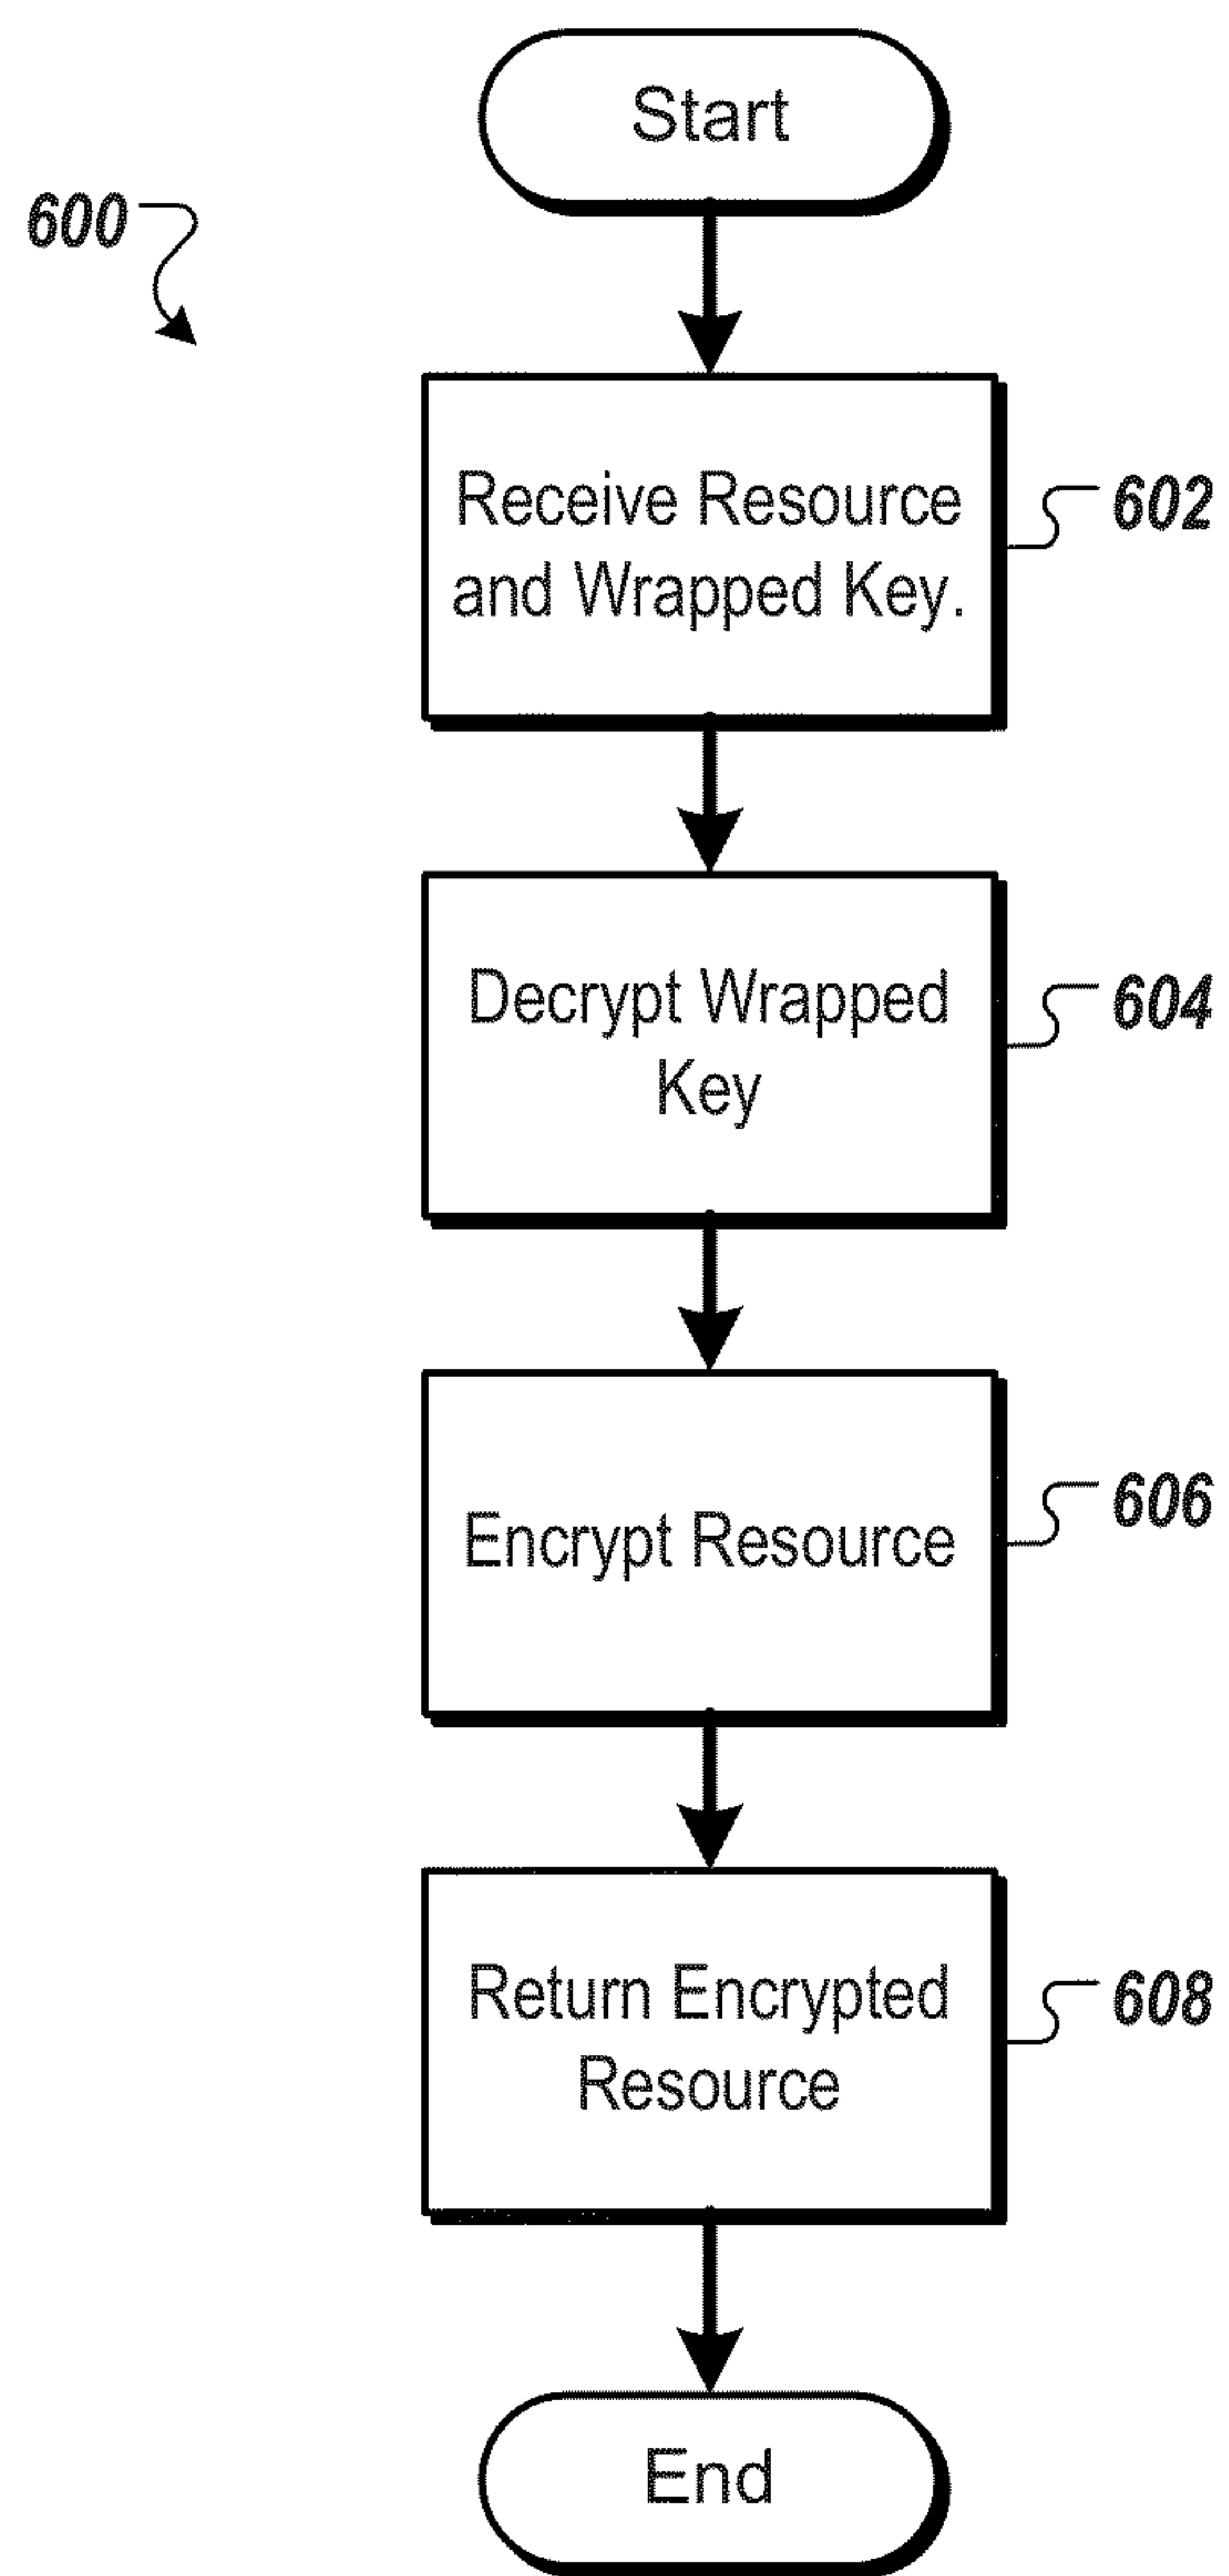 Start
600
Receive Resource
and Wrapped Key.
602
Decrypt Wrapped
Key
604
Encrypt Resource
606
Return Encrypted
Resource
608
End